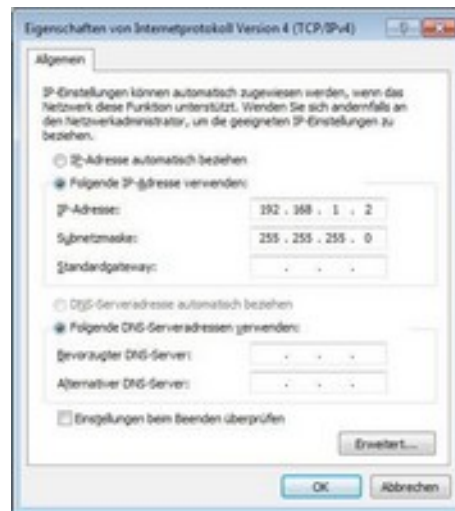 Eigenschaften von Internetprotokoll Version 4 (TCP/IPv4)
Allgemein
IP-Einstellungen können automatisch zugewiesen werden, wenn das
Netzwerk diese Funktion unterstützt. Wenden Sie sich andernfalls an
den Netzwerkadministrator, um die geeigneten IP-Einstellungen zu
beziehen.
IP-Adresse automatisch beziehen
Folgende IP-Adresse verwenden:
IP-Adresse: 192 . 168 . 1 . 2
Subnetzmaske: 255 . 255 . 255 . 0
Standardgateway: . . .
DNS-Serveradresse automatisch beziehen
Folgende DNS-Serveradressen verwenden:
Bevorzugter DNS-Server: . . .
Alternativer DNS-Server: . . .
Einstellungen beim Beenden überprüfen
Erweitert...
OK Abbrechen